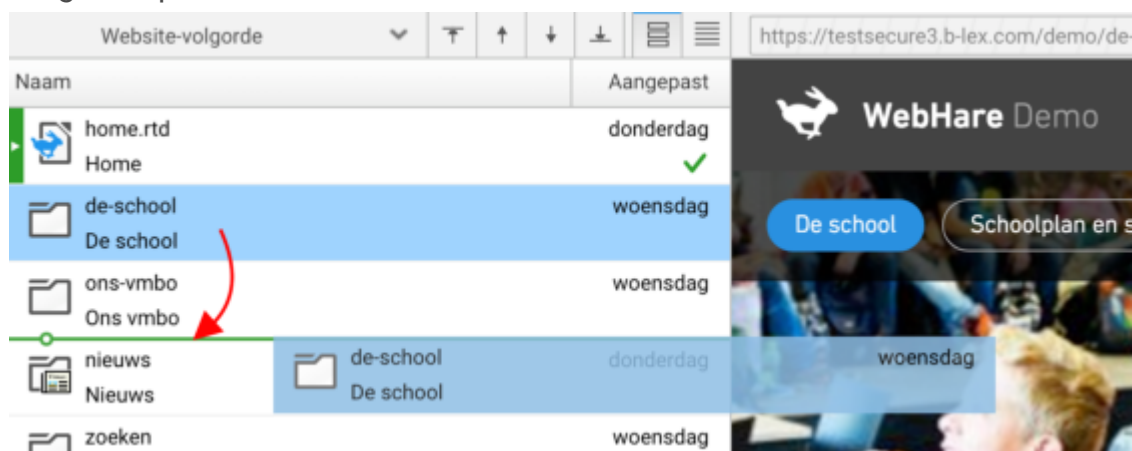 Website-volgorde
https://testsecure3.b-lex.com/demo/de-
Naam Aangepast
WebHare Demo
home.rtd donderdag
Home
de-school woensdag
De school
De school Schoolplan en s
ons-vmbo woensdag
Ons vmbo
nieuws de-school donderdag woensdag
Nieuws De school
zoeken woensdag